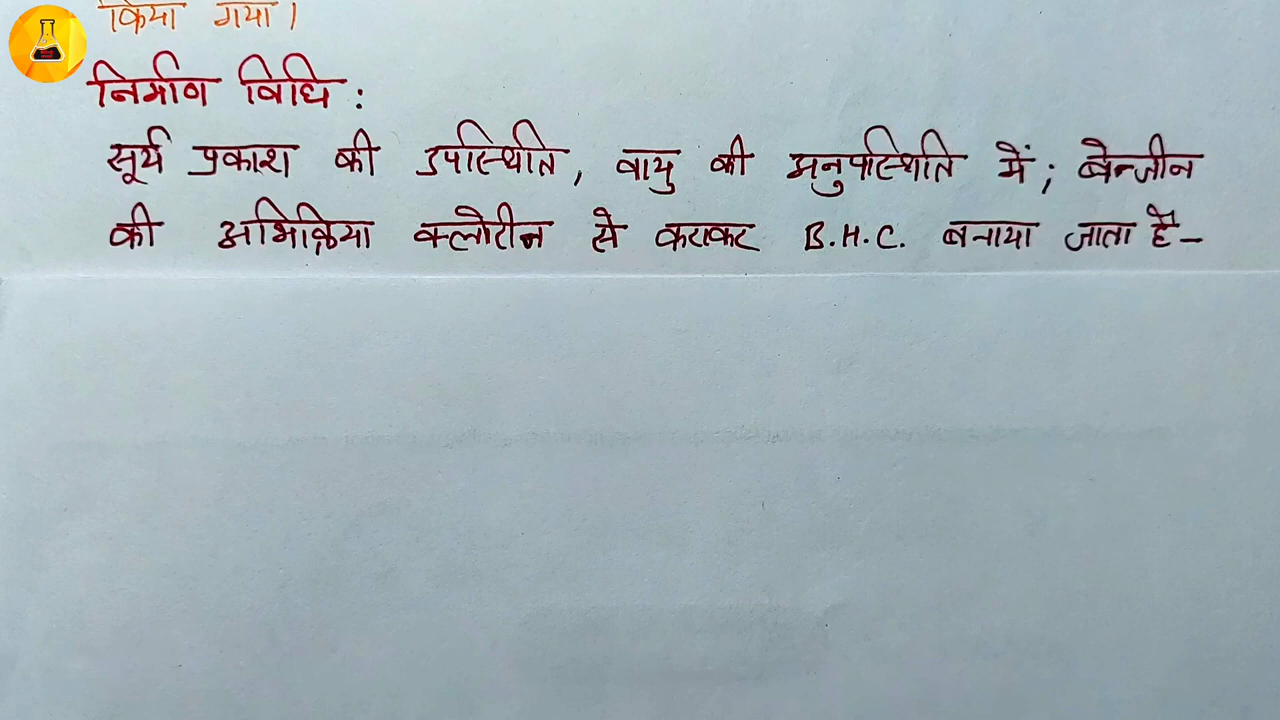 किया गया।
निर्माण विधि :
सूर्य प्रकाश की उपस्थिति, वायु की अनुपस्थिति में; बेन्जीन
की अभिक्रिया क्लोरीन से कराकर B.H.C. बनाया जाता है-